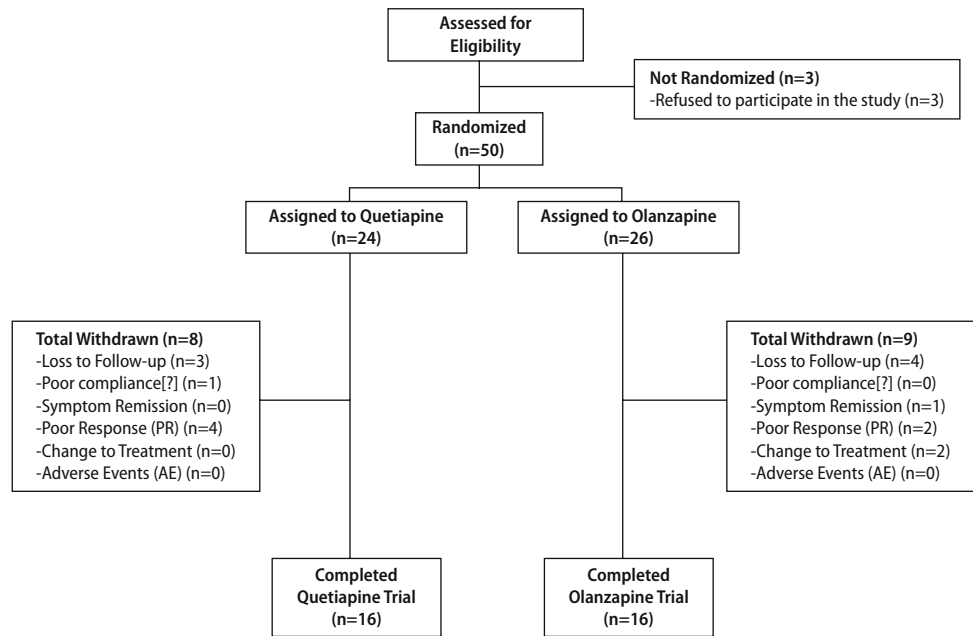 Assessed for
Eligibility
Not Randomized (n=3)
-Refused to participate in the study (n=3)
Randomized
(n=50)
Assigned to Quetiapine
(n=24)
Assigned to Olanzapine
(n=26)
Total Withdrawn (n=8)
-Loss to Follow-up (n=3)
-Poor compliance[?] (n=1)
-Symptom Remission (n=0)
-Poor Response (PR) (n=4)
-Change to Treatment (n=0)
-Adverse Events (AE) (n=0)
Total Withdrawn (n=9)
-Loss to Follow-up (n=4)
-Poor compliance[?] (n=0)
-Symptom Remission (n=1)
-Poor Response (PR) (n=2)
-Change to Treatment (n=2)
-Adverse Events (AE) (n=0)
Completed
Quetiapine Trial
(n=16)
Completed
Olanzapine Trial
(n=16)